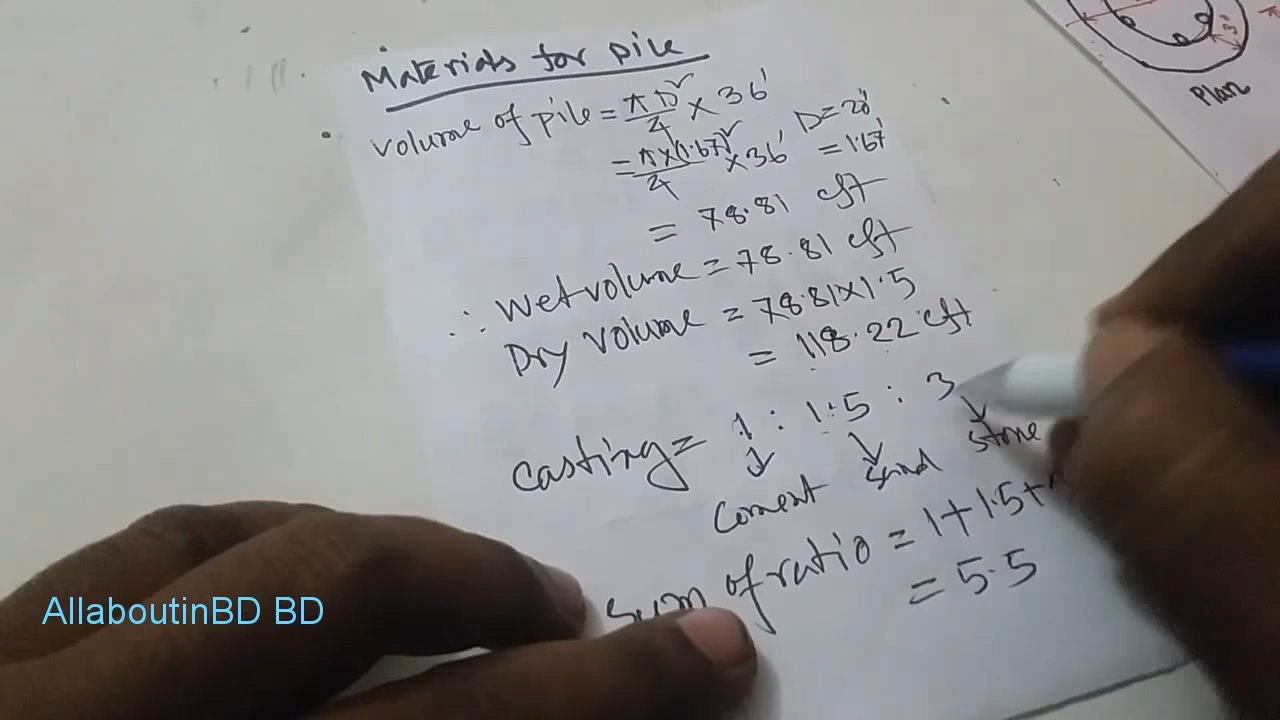 Materials for pile
volume of pile = πD²/4 × 36'
D = 20"
= π×(1.67)²/4 × 36'
= 1.67'
= 78.81 cft
∴ wet volume = 78.81 cft
Dry volume = 78.81×1.5
= 118.22 cft
casting = 1 : 1.5 : 3
coment sand stone
Sum of ratio = 1+1.5+
= 5.5
plan
3"
AllaboutinBD BD